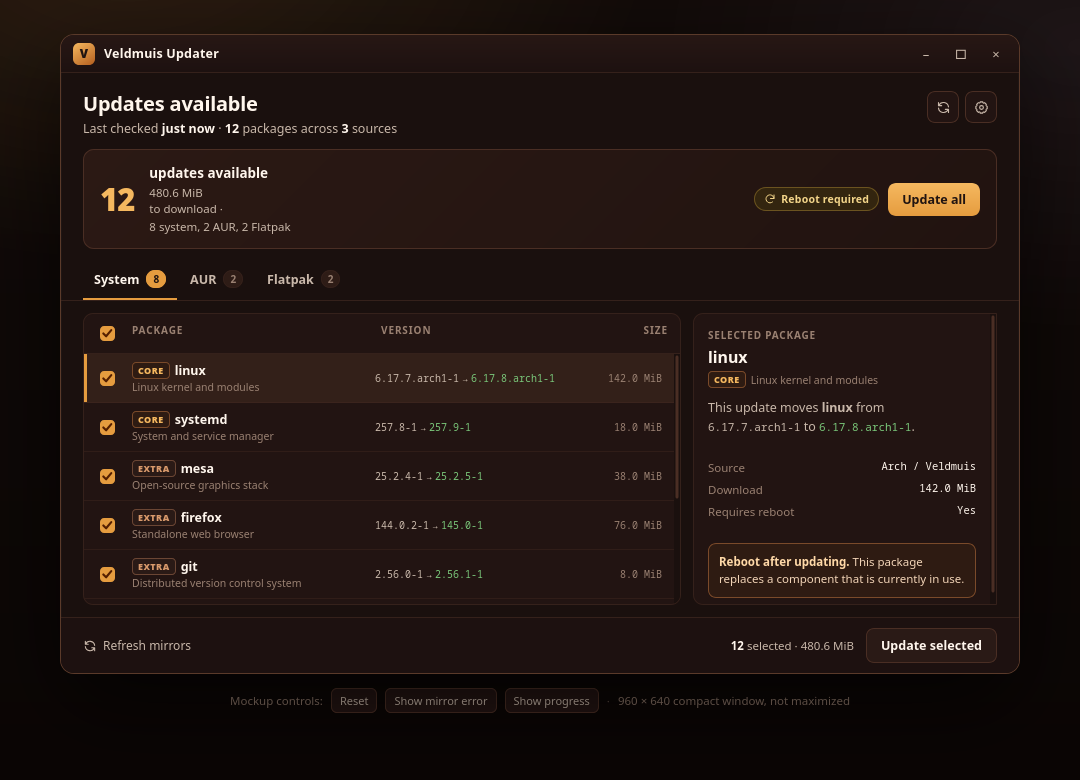 V Veldmuis Updater
Updates available
Last checked just now · 12 packages across 3 sources
12
updates available
480.6 MiB
to download ·
8 system, 2 AUR, 2 Flatpak
Reboot required
Update all
System 8 AUR 2 Flatpak 2
PACKAGE VERSION SIZE
CORE linux
Linux kernel and modules
6.17.7.arch1-1 → 6.17.8.arch1-1
142.0 MiB
CORE systemd
System and service manager
257.8-1 → 257.9-1
18.0 MiB
EXTRA mesa
Open-source graphics stack
25.2.4-1 → 25.2.5-1
38.0 MiB
EXTRA firefox
Standalone web browser
144.0.2-1 → 145.0-1
76.0 MiB
EXTRA git
Distributed version control system
2.56.0-1 → 2.56.1-1
8.0 MiB
SELECTED PACKAGE
linux
CORE Linux kernel and modules
This update moves linux from
6.17.7.arch1-1 to 6.17.8.arch1-1.
Source Arch / Veldmuis
Download 142.0 MiB
Requires reboot Yes
Reboot after updating. This package
replaces a component that is currently in use.
Refresh mirrors
12 selected · 480.6 MiB
Update selected
Mockup controls: Reset Show mirror error Show progress · 960 × 640 compact window, not maximized